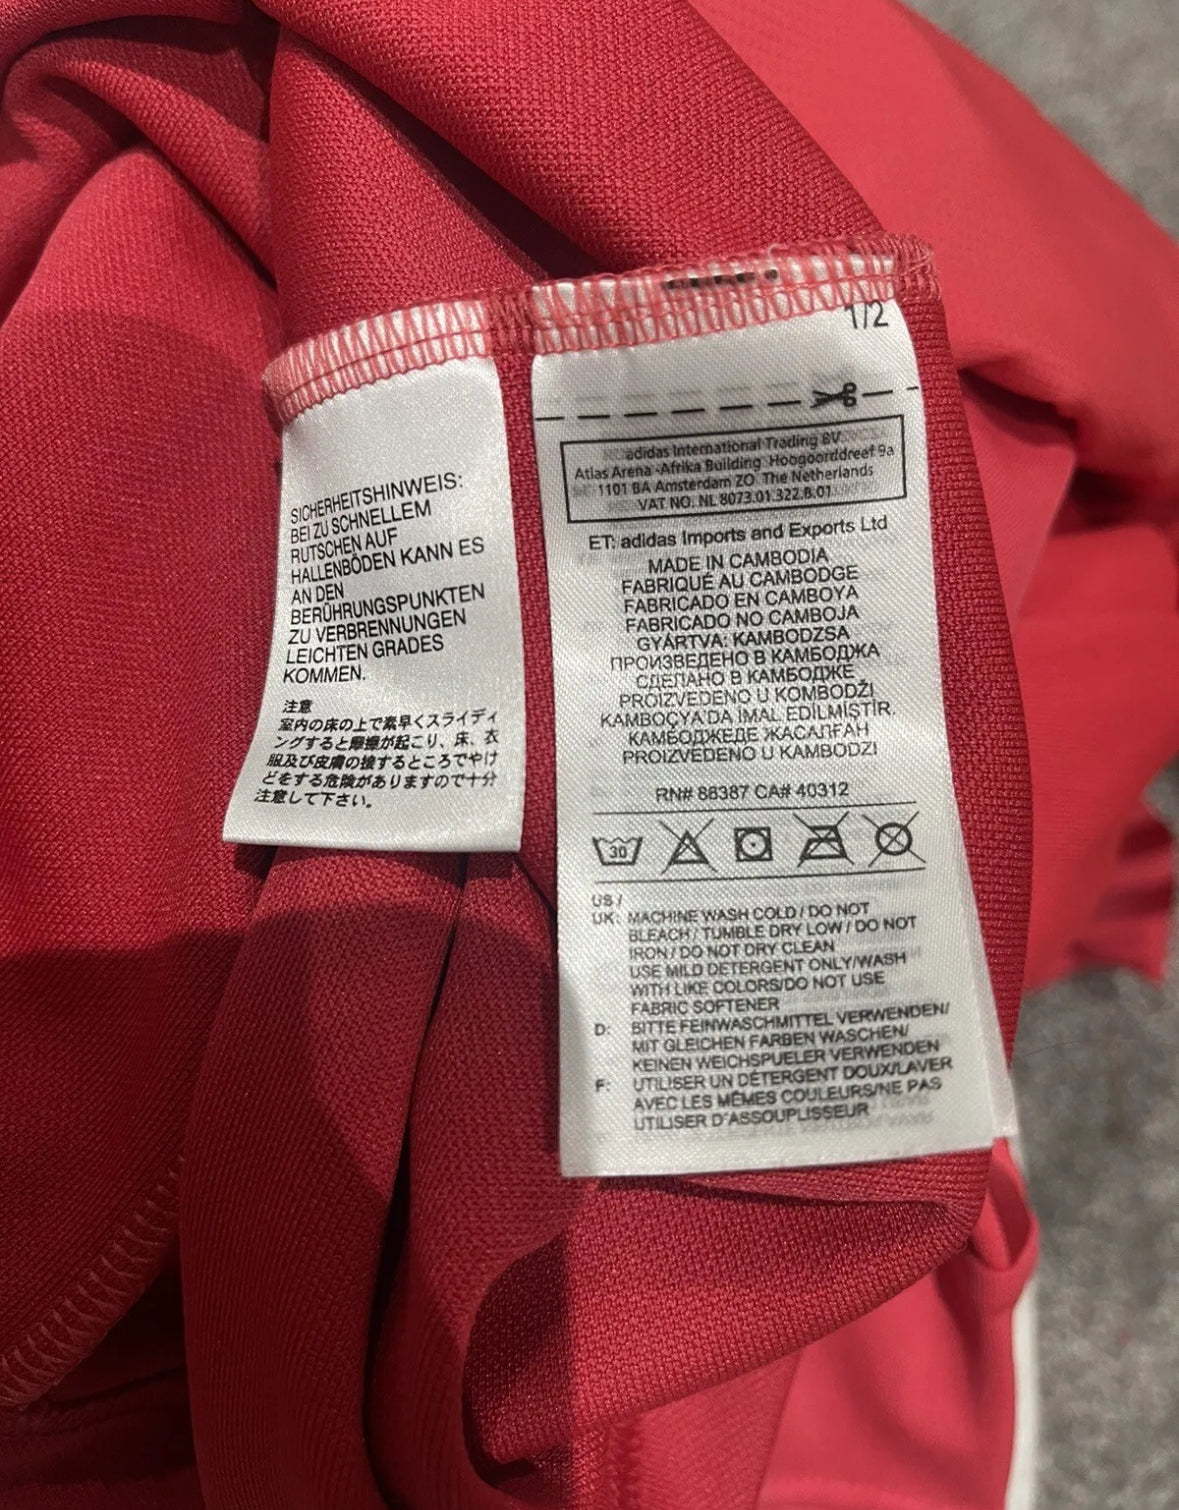 SICHERHEITSHINWEIS:
BEI ZU SCHNELLEM
RUTSCHEN AUF
HALLENBÖDEN KANN ES
AN DEN
BERÜHRUNGSPUNKTEN
ZU VERBRENNUNGEN
LEICHTEN GRADES
KOMMEN.
注意
室内の床の上で素早くスライディ
ングすると摩擦が起こり、床、衣
服及び皮膚の接するところでやけ
どをする危険がありますので十分
注意して下さい。
1/2
adidas International Trading BV
Atlas Arena -Afrika Building Hoogoorddreef 9a
1101 BA Amsterdam ZO. The Netherlands
VAT NO. NL 8073.01.322.B.01
ET: adidas Imports and Exports Ltd
MADE IN CAMBODIA
FABRIQUÉ AU CAMBODGE
FABRICADO EN CAMBOYA
FABRICADO NO CAMBOJA
GYÁRTVA: KAMBODZSA
ПРОИЗВЕДЕНО В КАМБОДЖА
СДЕЛАНО В КАМБОДЖЕ
PROIZVEDENO U KOMBODŽI
KAMBOÇYA'DA İMAL EDİLMİŞTİR.
КАМБОДЖЕДЕ ЖАСАЛҒАН
PROIZVEDENO U KAMBODZI
RN# 88387 CA# 40312
30
US /
UK: MACHINE WASH COLD / DO NOT
BLEACH / TUMBLE DRY LOW / DO NOT
IRON / DO NOT DRY CLEAN
USE MILD DETERGENT ONLY/WASH
WITH LIKE COLORS/DO NOT USE
FABRIC SOFTENER
D: BITTE FEINWASCHMITTEL VERWENDEN/
MIT GLEICHEN FARBEN WASCHEN/
KEINEN WEICHSPUELER VERWENDEN
F: UTILISER UN DÉTERGENT DOUX/LAVER
AVEC LES MÊMES COULEURS/NE PAS
UTILISER D'ASSOUPLISSEUR